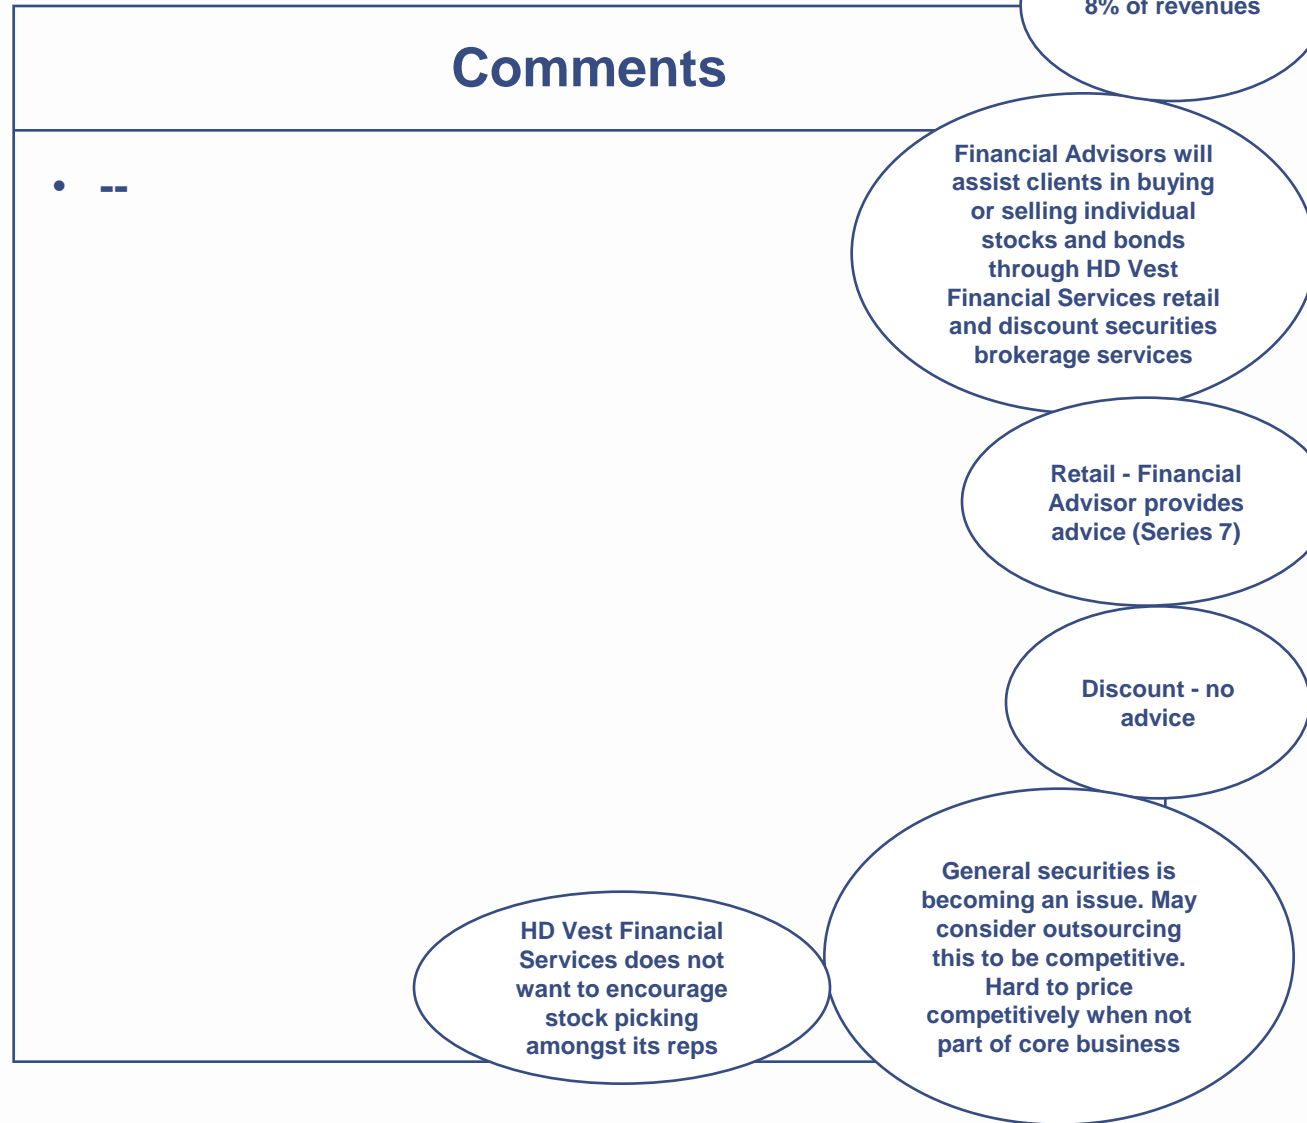 8% of revenues
Comments
• --
Financial Advisors will
assist clients in buying
or selling individual
stocks and bonds
through HD Vest
Financial Services retail
and discount securities
brokerage services
Retail - Financial
Advisor provides
advice (Series 7)
Discount - no
advice
General securities is
becoming an issue. May
consider outsourcing
this to be competitive.
Hard to price
competitively when not
part of core business
HD Vest Financial
Services does not
want to encourage
stock picking
amongst its reps